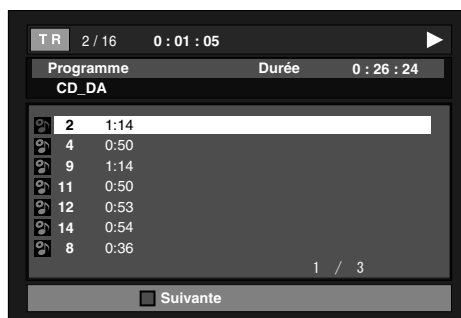 TR 2 / 16 0 : 01 : 05
Programme Durée 0 : 26 : 24
CD_DA
2 1:14
4 0:50
9 1:14
11 0:50
12 0:53
14 0:54
8 0:36
1 / 3
Suivante